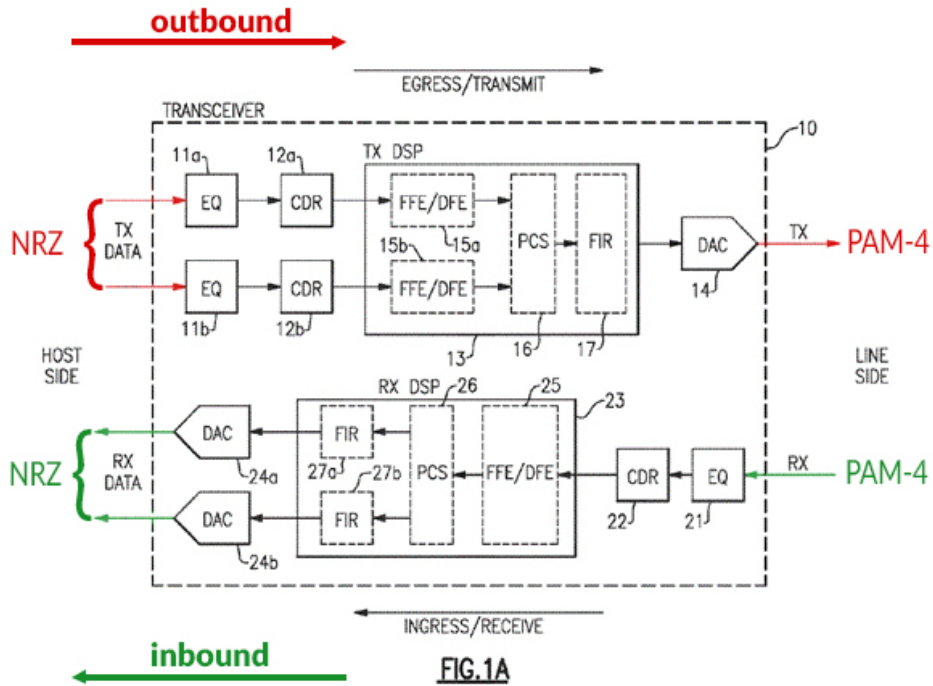 outbound
EGRESS/TRANSMIT
TRANSCEIVER
10
11a
12a
TX DSP
EQ
CDR
FFE/DFE
15a
NRZ
TX
DATA
PCS
FIR
DAC
TX
PAM-4
15b
14
EQ
CDR
FFE/DFE
11b
12b
13
16
17
HOST
SIDE
LINE
SIDE
RX DSP
26
25
23
DAC
FIR
24a
27a
NRZ
RX
DATA
27b
PCS
FFE/DFE
CDR
EQ
RX
PAM-4
22
21
DAC
FIR
24b
INGRESS/RECEIVE
inbound
FIG.1A